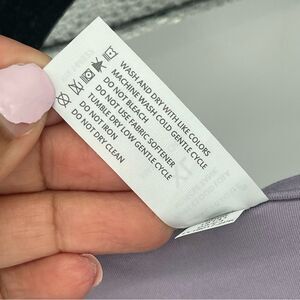 WASH AND DRY WITH LIKE COLORS
MACHINE WASH COLD GENTLE CYCLE
DO NOT BLEACH
DO NOT USE FABRIC SOFTENER
TUMBLE DRY LOW GENTLE CYCLE
DO NOT IRON
DO NOT DRY CLEAN